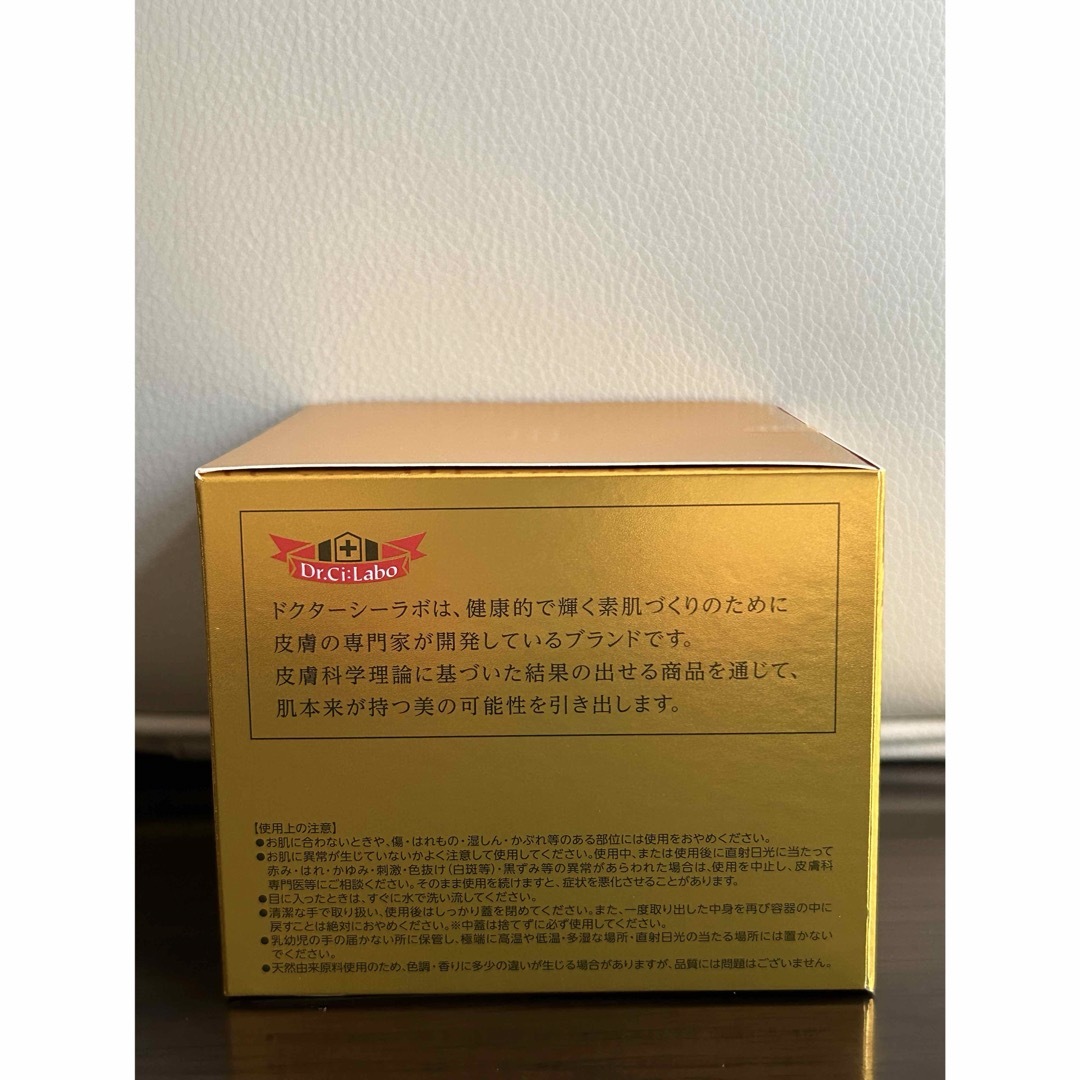 Dr.Ci:Labo
ドクターシーラボは、健康的で輝く素肌づくりのために
皮膚の専門家が開発しているブランドです。
皮膚科学理論に基づいた結果の出せる商品を通じて、
肌本来が持つ美の可能性を引き出します。
【使用上の注意】
●お肌に合わないときや、傷・はれもの・湿しん・かぶれ等のある部位には使用をおやめください。
●お肌に異常が生じていないかよく注意して使用してください。使用中、または使用後に直射日光に当たって
赤み・はれ・かゆみ・刺激・色抜け(白斑等)・黒ずみ等の異常があらわれた場合は、使用を中止し、皮膚科
専門医等にご相談ください。そのまま使用を続けますと、症状を悪化させることがあります。
●目に入ったときは、すぐに水で洗い流してください。
●清潔な手で取り扱い、使用後はしっかり蓋を閉めてください。また、一度取り出した中身を再び容器の中に
戻すことは絶対におやめください。※中蓋は捨てずに必ず使用してください。
●乳幼児の手の届かない所に保管し、極端に高温や低温・多湿な場所・直射日光の当たる場所には置かない
でください。
●天然由来原料使用のため、色調・香りに多少の違いが生じる場合がありますが、品質には問題はございません。